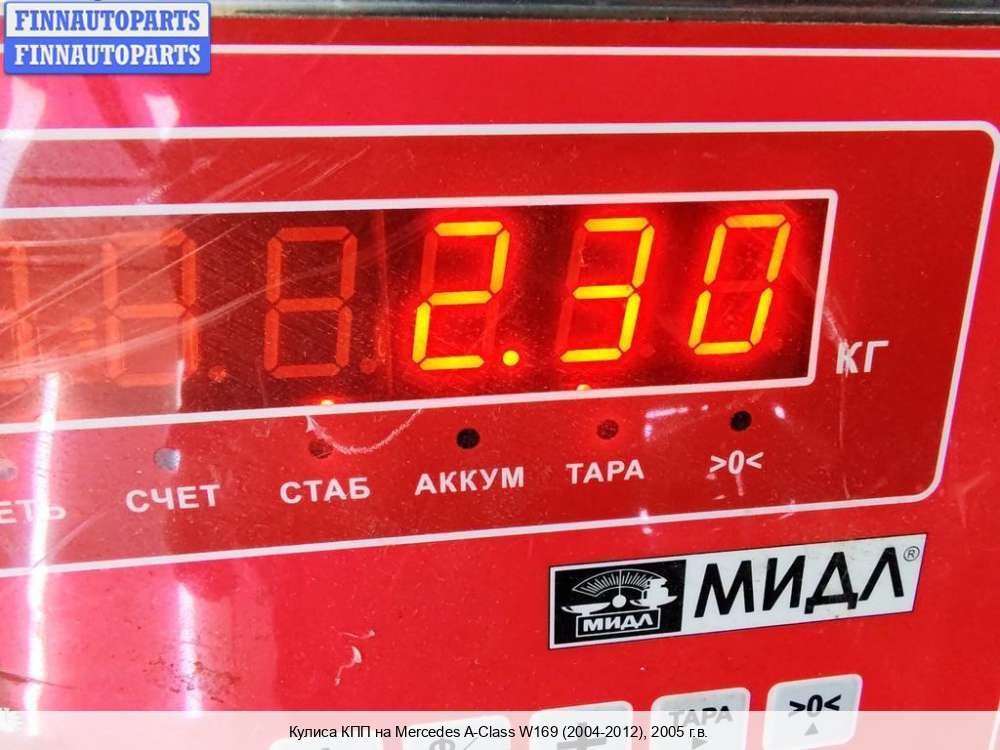 FINNAUTOPARTS
FINNAUTOPARTS
2.30
КГ
СЧЕТ СТАБ АККУМ ТАРА >0<
МИДЛ®
МИДЛ
ТАРА >0<
Кулиса КПП на Mercedes A-Class W169 (2004-2012), 2005 г.в.